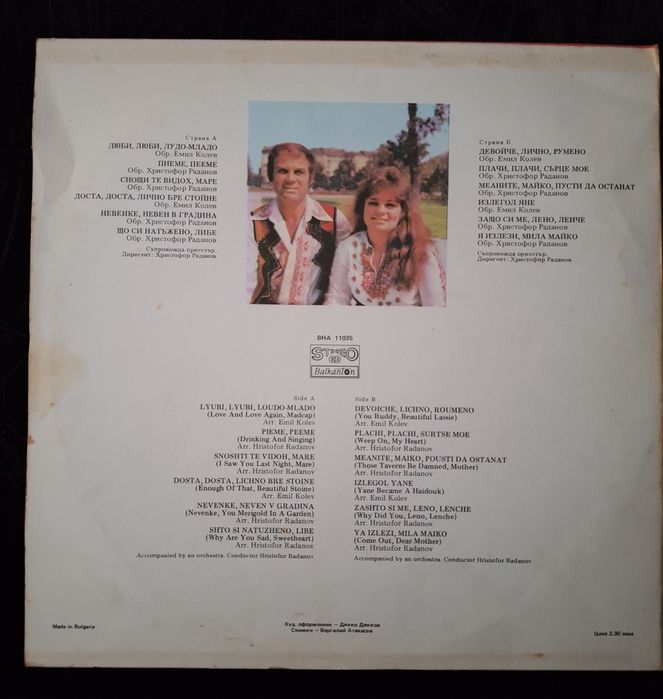 Страна А
ЛЮБИ, ЛЮБИ, ЛУДО-МЛАДО
Обр. Емил Колев
ПИЕМЕ, ПЕЕМЕ
Обр. Христофор Раданов
СНОЩИ ТЕ ВИДОХ, МАРЕ
Обр. Христофор Раданов
ДОСТА, ДОСТА, ЛИЧНО БРЕ СТОЙНЕ
Обр. Емил Колев
НЕВЕНКЕ, НЕВЕН В ГРАДИНА
Обр. Христофор Раданов
ЩО СИ НАТЪЖЕНО, ЛИБЕ
Обр. Христофор Раданов
Съпровожда оркестър.
Диригент: Христофор Раданов
Страна Б
ДЕВОЙЧЕ, ЛИЧНО, РУМЕНО
Обр. Емил Колев
ПЛАЧИ, ПЛАЧИ, СЪРЦЕ МОЕ
Обр. Христофор Раданов
МЕАНИТЕ, МАЙКО, ПУСТИ ДА ОСТАНАТ
Обр. Христофор Раданов
ИЗЛЕГОЛ ЯНЕ
Обр. Емил Колев
ЗАЩО СИ МЕ, ЛЕНО, ЛЕНЧЕ
Обр. Христофор Раданов
Я ИЗЛЕЗИ, МИЛА МАЙКО
Обр. Христофор Раданов
Съпровожда оркестър.
Диригент: Христофор Раданов
ВНА 11035
STEREO
Balkanton
Side A
LYUBI, LYUBI, LOUDO-MLADO
(Love And Love Again, Madcap)
Arr. Emil Kolev
PIEME, PEEME
(Drinking And Singing)
Arr. Hristofor Radanov
SNOSHTI TE VIDOH, MARE
(I Saw You Last Night, Mare)
Arr. Hristofor Radanov
DOSTA, DOSTA, LICHNO BRE STOINE
(Enough Of That, Beautiful Stoine)
Arr. Emil Kolev
NEVENKE, NEVEN V GRADINA
(Nevenke, You Merigold In A Garden)
Arr. Hristofor Radanov
SHTO SI NATUZHENO, LIBE
(Why Are You Sad, Sweetheart)
Arr. Hristofor Radanov
Accompanied by an orchestra. Conductor Hristofor Radanov
Side B
DEVOICHE, LICHNO, ROUMENO
(You Ruddy, Beautiful Lassie)
Arr. Emil Kolev
PLACHI, PLACHI, SURTSE MOE
(Weep On, My Heart)
Arr. Hristofor Radanov
MEANITE, MAIKO, POUSTI DA OSTANAT
(Those Taverns Be Damned, Mother)
Arr. Hristofor Radanov
IZLEGOL YANE
(Yane Became A Haidouk)
Arr. Emil Kolev
ZASHTO SI ME, LENO, LENCHE
(Why Did You, Leno, Lenche)
Arr. Hristofor Radanov
YA IZLEZI, MILA MAIKO
(Come Out, Dear Mother)
Arr. Hristofor Radanov
Accompanied by an orchestra. Conductor Hristofor Radanov
Made in Bulgaria
Худ. оформление — Дечко Дечков
Снимки — Вергилий Атанасов
Цена 2.30 лева